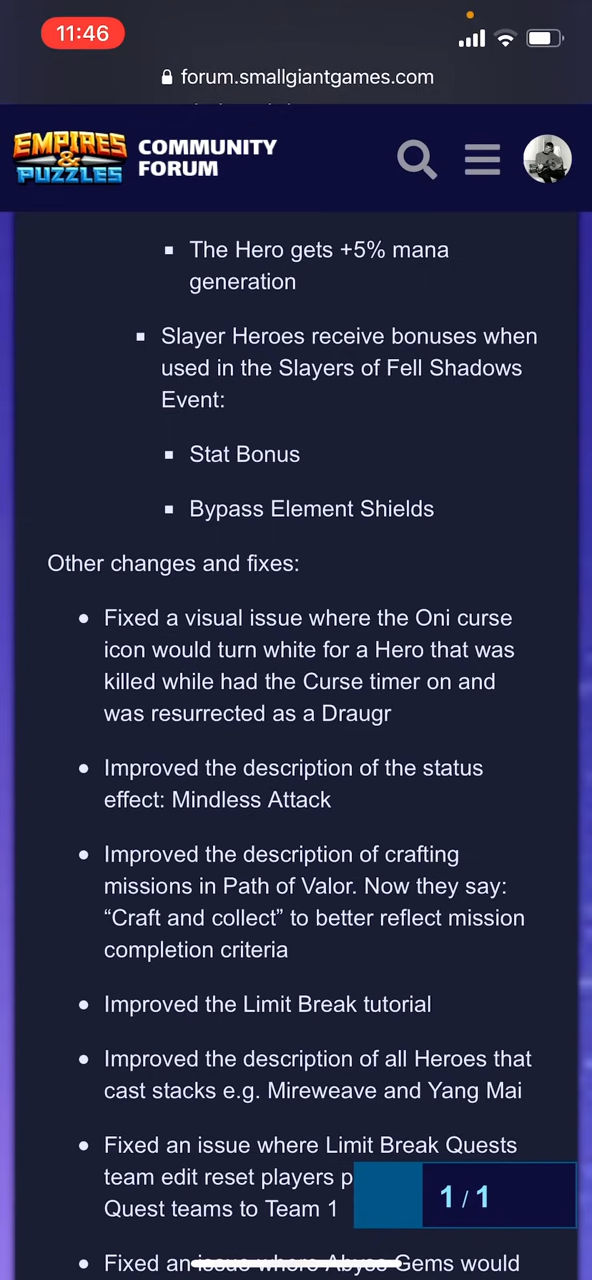 11:46
forum.smallgiantgames.com
EMPIRES
&
PUZZLES
COMMUNITY
FORUM
▪ The Hero gets +5% mana
generation
▪ Slayer Heroes receive bonuses when
used in the Slayers of Fell Shadows
Event:
▪ Stat Bonus
▪ Bypass Element Shields
Other changes and fixes:
• Fixed a visual issue where the Oni curse
icon would turn white for a Hero that was
killed while had the Curse timer on and
was resurrected as a Draugr
• Improved the description of the status
effect: Mindless Attack
• Improved the description of crafting
missions in Path of Valor. Now they say:
“Craft and collect” to better reflect mission
completion criteria
• Improved the Limit Break tutorial
• Improved the description of all Heroes that
cast stacks e.g. Mireweave and Yang Mai
• Fixed an issue where Limit Break Quests
team edit reset players p
Quest teams to Team 1
1 / 1
• Fixed an issue where Abyss Gems would